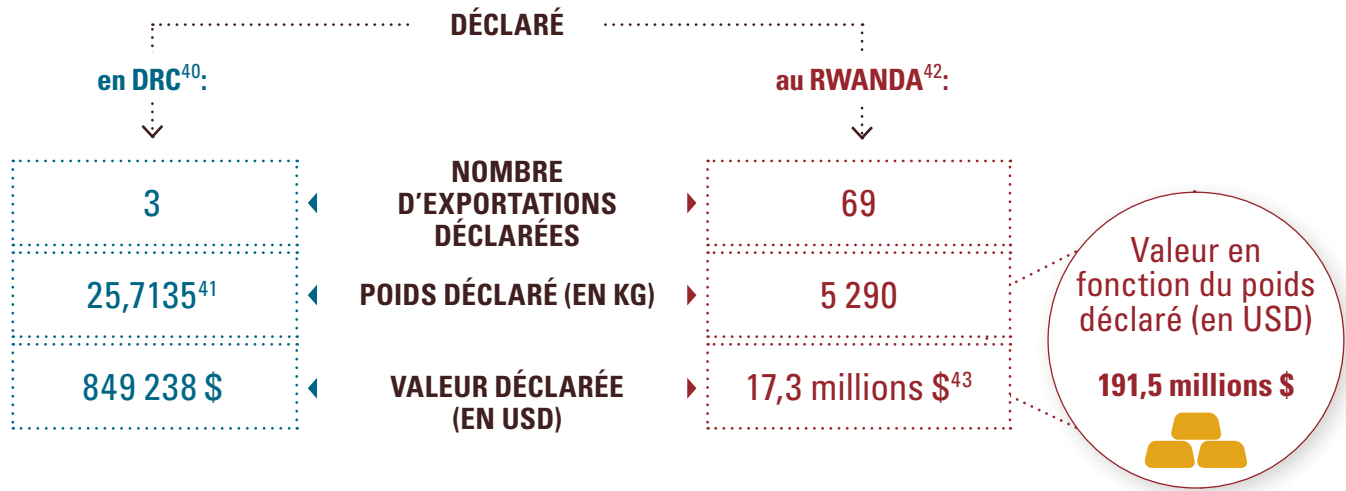 DÉCLARÉ
en DRC40:
au RWANDA42:
3
NOMBRE
D'EXPORTATIONS
DÉCLARÉES
69
25,713541
POIDS DÉCLARÉ (EN KG)
5 290
849 238 $
VALEUR DÉCLARÉE
(EN USD)
17,3 millions $43
Valeur en
fonction du poids
déclaré (en USD)
191,5 millions $